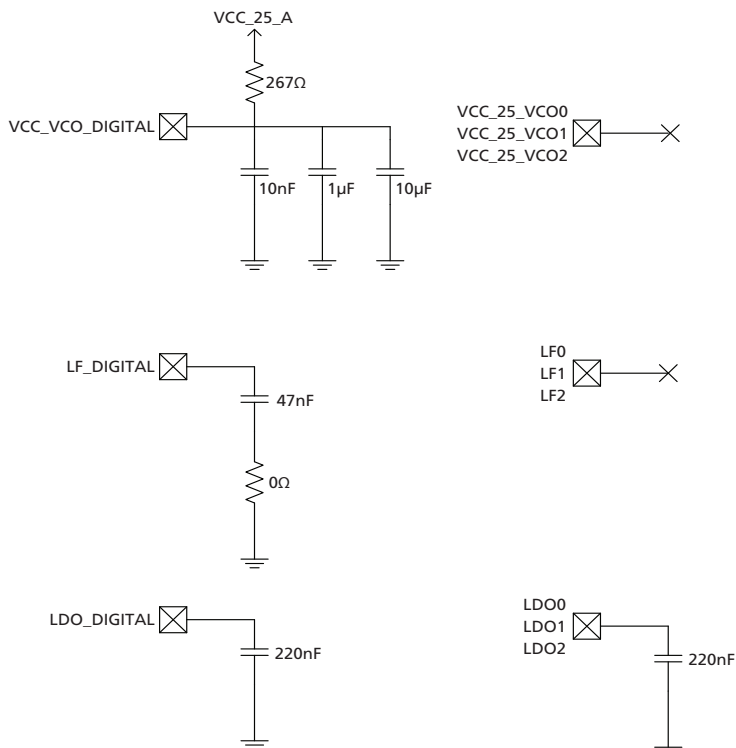 VCC_25_A
267Ω
VCC_VCO_DIGITAL
10nF
1µF
10µF
VCC_25_VCO0
VCC_25_VCO1
VCC_25_VCO2
LF_DIGITAL
47nF
0Ω
LF0
LF1
LF2
LDO_DIGITAL
220nF
LDO0
LDO1
LDO2
220nF